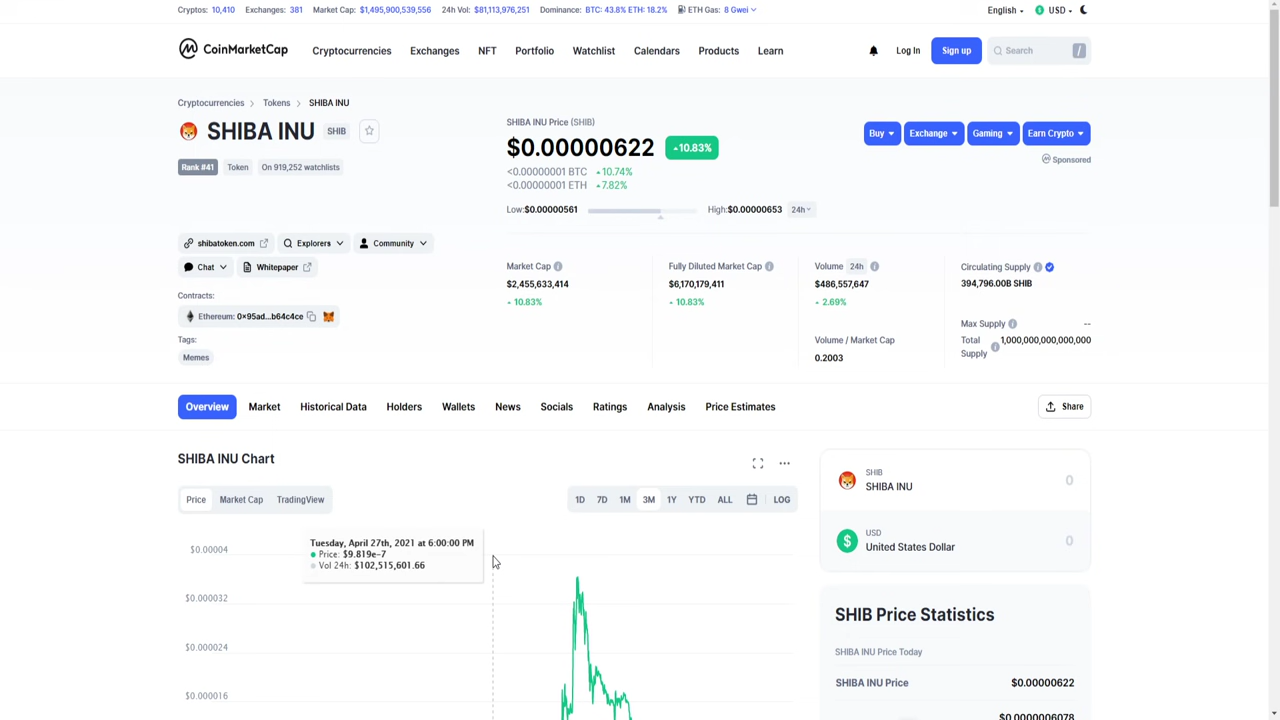 Cryptos: 10,410 Exchanges: 381 Market Cap: $1,495,900,539,556 24h Vol: $81,113,976,251 Dominance: BTC: 43.8% ETH: 18.2% ETH Gas: 8 Gwei English USD
CoinMarketCap Cryptocurrencies Exchanges NFT Portfolio Watchlist Calendars Products Learn Log In Sign up Search /
Cryptocurrencies Tokens SHIBA INU
SHIBA INU SHIB
Rank #41 Token On 919,252 watchlists
shibatoken.com Explorers Community
Chat Whitepaper
Contracts:
Ethereum: 0x95ad...b64c4ce
Tags:
Memes
SHIBA INU Price (SHIB)
$0.00000622 10.83%
<0.00000001 BTC 10.74%
<0.00000001 ETH 7.82%
Low:$0.00000561 High:$0.00000653 24h
Buy Exchange Gaming Earn Crypto
Sponsored
Market Cap
$2,455,633,414
10.83%
Fully Diluted Market Cap
$6,170,179,411
10.83%
Volume 24h
$486,557,647
2.69%
Volume / Market Cap
0.2003
Circulating Supply
394,796.00B SHIB
Max Supply --
Total Supply 1,000,000,000,000,000
Overview Market Historical Data Holders Wallets News Socials Ratings Analysis Price Estimates Share
SHIBA INU Chart
Price Market Cap TradingView 1D 7D 1M 3M 1Y YTD ALL LOG
Tuesday, April 27th, 2021 at 6:00:00 PM
Price: $9.819e-7
Vol 24h: $102,515,601.66
$0.00004
$0.000032
$0.000024
$0.000016
SHIB
SHIBA INU 0
USD
United States Dollar 0
SHIB Price Statistics
SHIBA INU Price Today
SHIBA INU Price $0.00000622
$0.0000006078